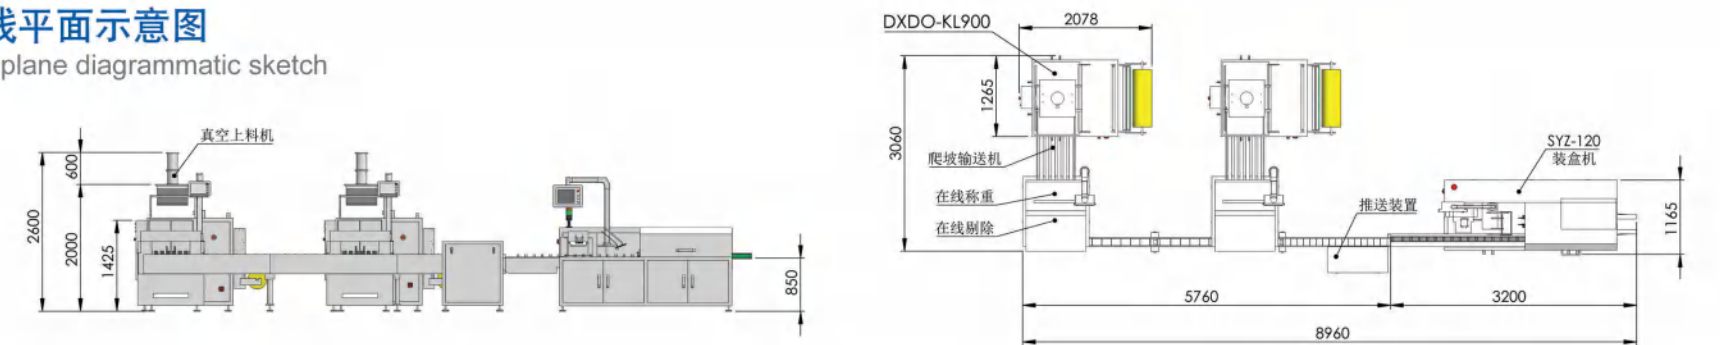 线平面示意图
plane diagrammatic sketch
真空上料机
600
2600
2000
1425
850
DXDO-KL900
2078
1265
3060
爬坡输送机
在线称重
在线剔除
推送装置
SYZ-120
装盒机
1165
5760
3200
8960